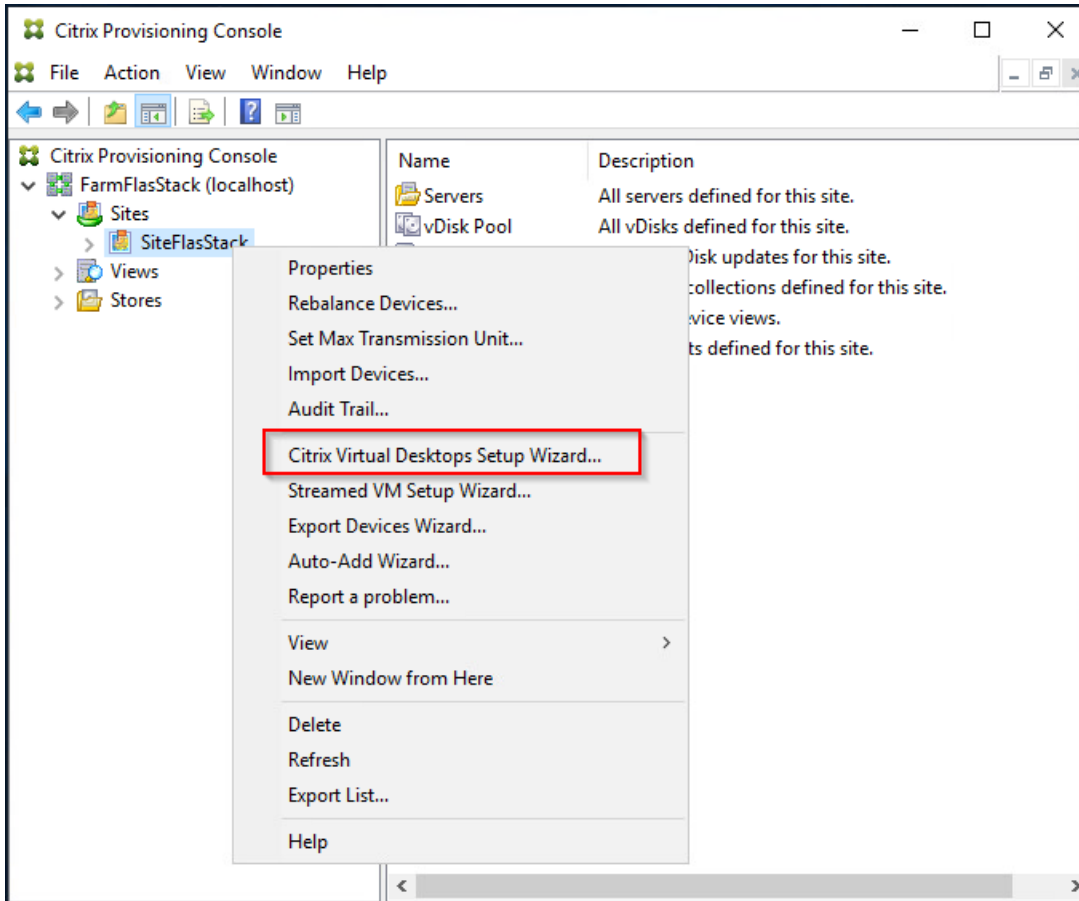 Citrix Provisioning Console
File Action View Window Help
Citrix Provisioning Console
FarmFlasStack (localhost)
Sites
SiteFlasStack
Views
Stores
Name Description
Servers All servers defined for this site.
vDisk Pool All vDisks defined for this site.
Disk updates for this site.
collections defined for this site.
vice views.
ts defined for this site.
Properties
Rebalance Devices...
Set Max Transmission Unit...
Import Devices...
Audit Trail...
Citrix Virtual Desktops Setup Wizard...
Streamed VM Setup Wizard...
Export Devices Wizard...
Auto-Add Wizard...
Report a problem...
View
New Window from Here
Delete
Refresh
Export List...
Help